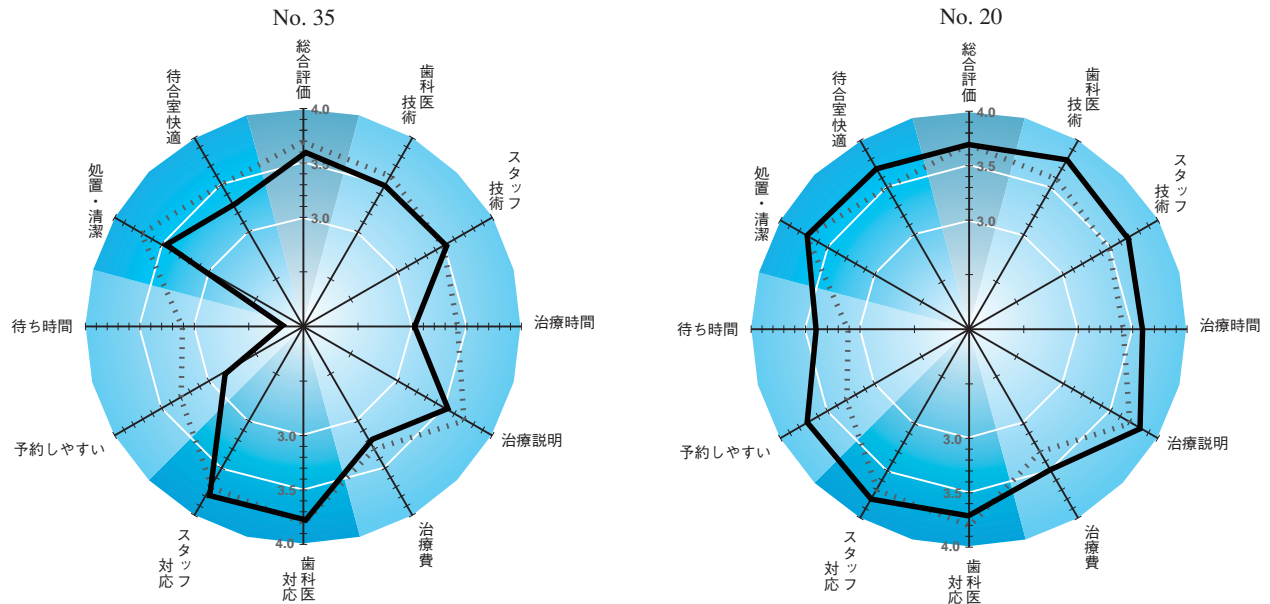 No. 35
総合評価
歯科医
技術
スタッフ
技術
治療時間
治療説明
治療費
歯科医
対応
スタッフ
対応
予約しやすい
待ち時間
処置・清潔
待合室快適
4.0
3.5
3.0
3.0
3.5
4.0
No. 20
総合評価
歯科医
技術
スタッフ
技術
治療時間
治療説明
治療費
歯科医
対応
スタッフ
対応
予約しやすい
待ち時間
処置・清潔
待合室快適
4.0
3.5
3.0
3.0
3.5
4.0